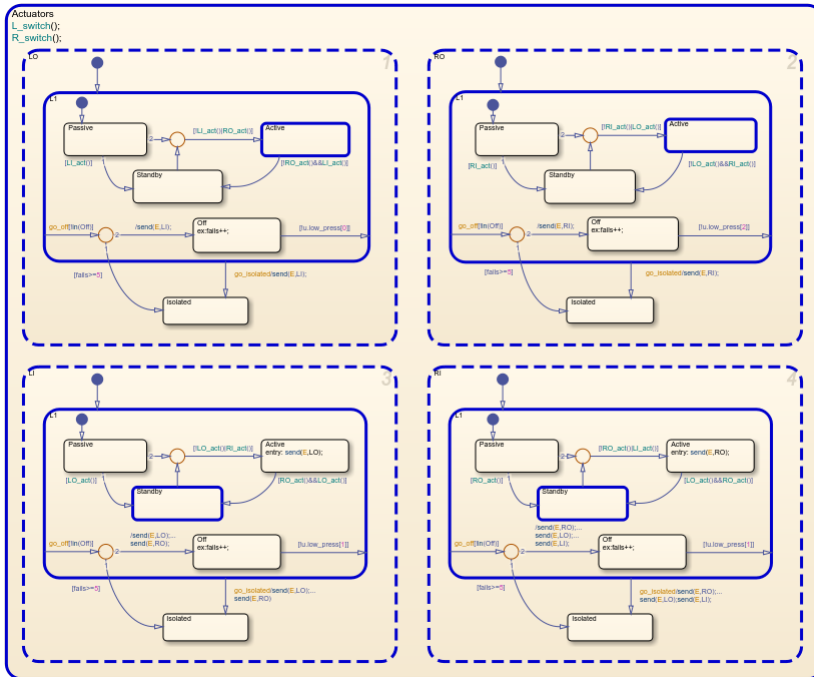 Actuators
L_switch();
R_switch();
LO
1
L1
Passive
2
[!LI_act()|RO_act()]
Active
[LI_act()]
Standby
[!RO_act()&&LI_act()]
go_off[!in(Off)]
2
/send(E,LI);
Off
ex:fails++;
[!u.low_press[0]]
[fails>=5]
go_isolated/send(E,LI);
Isolated
RO
2
L1
Passive
2
[!RI_act()|LO_act()]
Active
[RI_act()]
Standby
[!LO_act()&&RI_act()]
go_off[!in(Off)]
2
/send(E,RI);
Off
ex:fails++;
[!u.low_press[2]]
[fails>=5]
go_isolated/send(E,RI);
Isolated
LI
3
L1
Passive
2
[!LO_act()|RI_act()]
Active
entry: send(E,LO);
[LO_act()]
Standby
[RO_act()&&LO_act()]
go_off[!in(Off)]
2
/send(E,LO);...
send(E,RO);
Off
ex:fails++;
[!u.low_press[1]]
[fails>=5]
go_isolated/send(E,LO);...
send(E,RO)
Isolated
RI
4
L1
Passive
2
[!RO_act()|LI_act()]
Active
entry: send(E,RO);
[RO_act()]
Standby
[LO_act()&&RO_act()]
go_off[!in(Off)]
2
/send(E,RO);...
send(E,LO);...
send(E,LI);
Off
ex:fails++;
[!u.low_press[1]]
[fails>=5]
go_isolated/send(E,RO);...
send(E,LO);send(E,LI);
Isolated